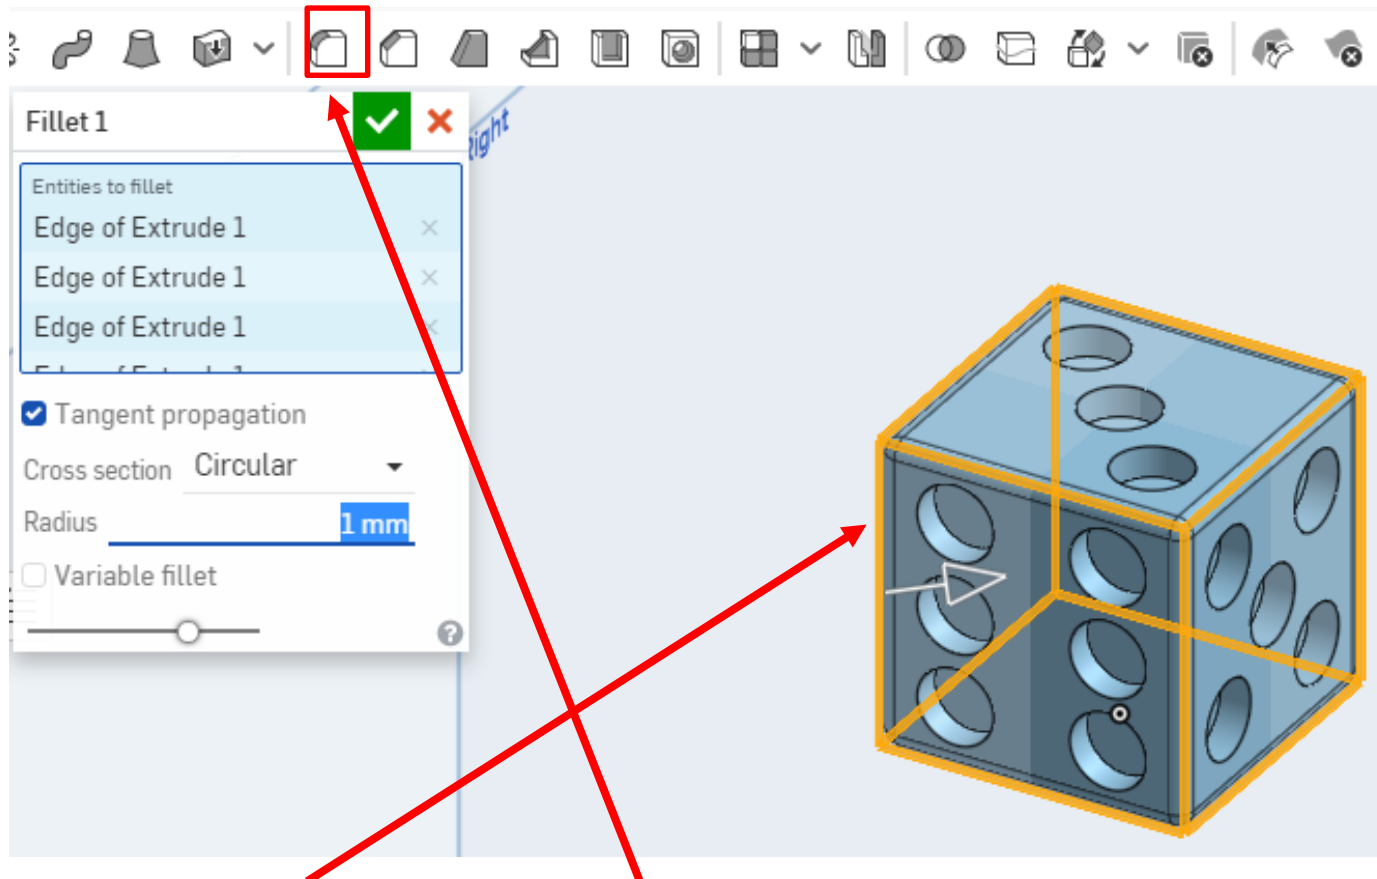 Fillet 1
Right
Entities to fillet
Edge of Extrude 1
Edge of Extrude 1
Edge of Extrude 1
Tangent propagation
Cross section Circular
Radius 1 mm
Variable fillet
?